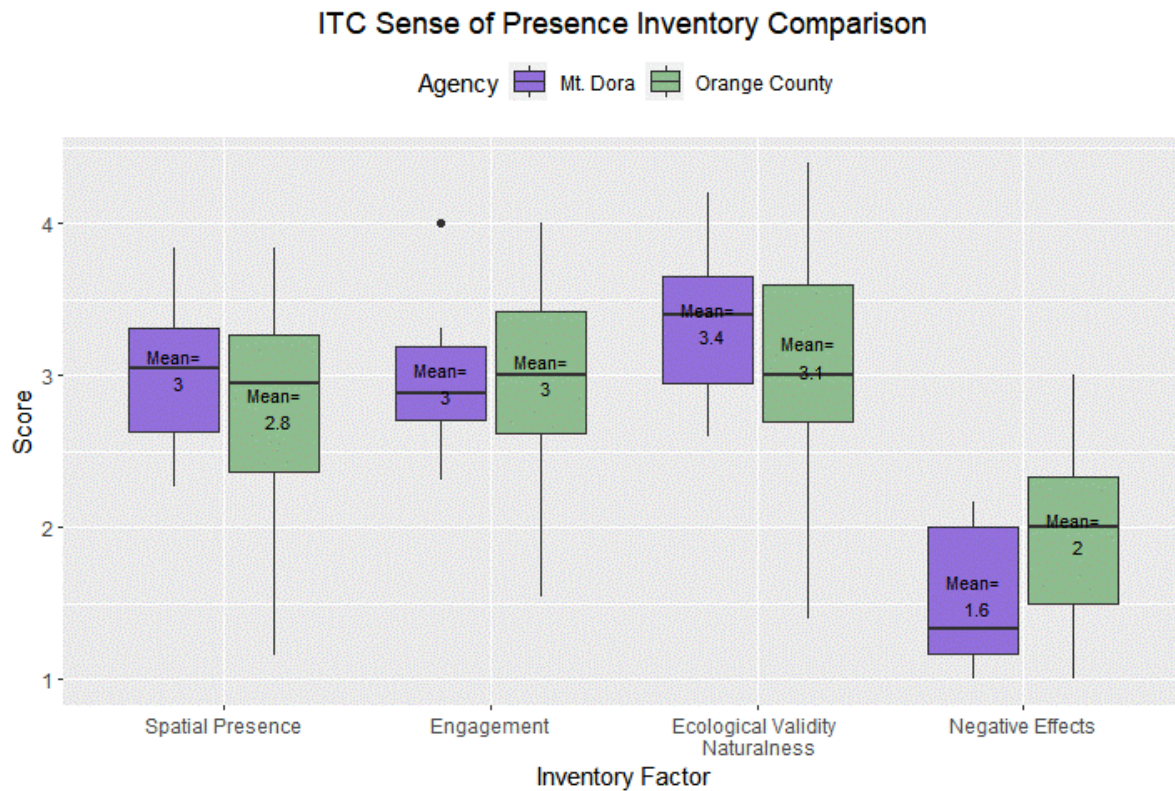 ITC Sense of Presence Inventory Comparison
Agency Mt. Dora Orange County
Score
4
3
2
1
Mean=
3
Mean=
2.8
Mean=
3
Mean=
3
Mean=
3.4
Mean=
3.1
Mean=
1.6
Mean=
2
Spatial Presence
Engagement
Ecological Validity
Naturalness
Negative Effects
Inventory Factor